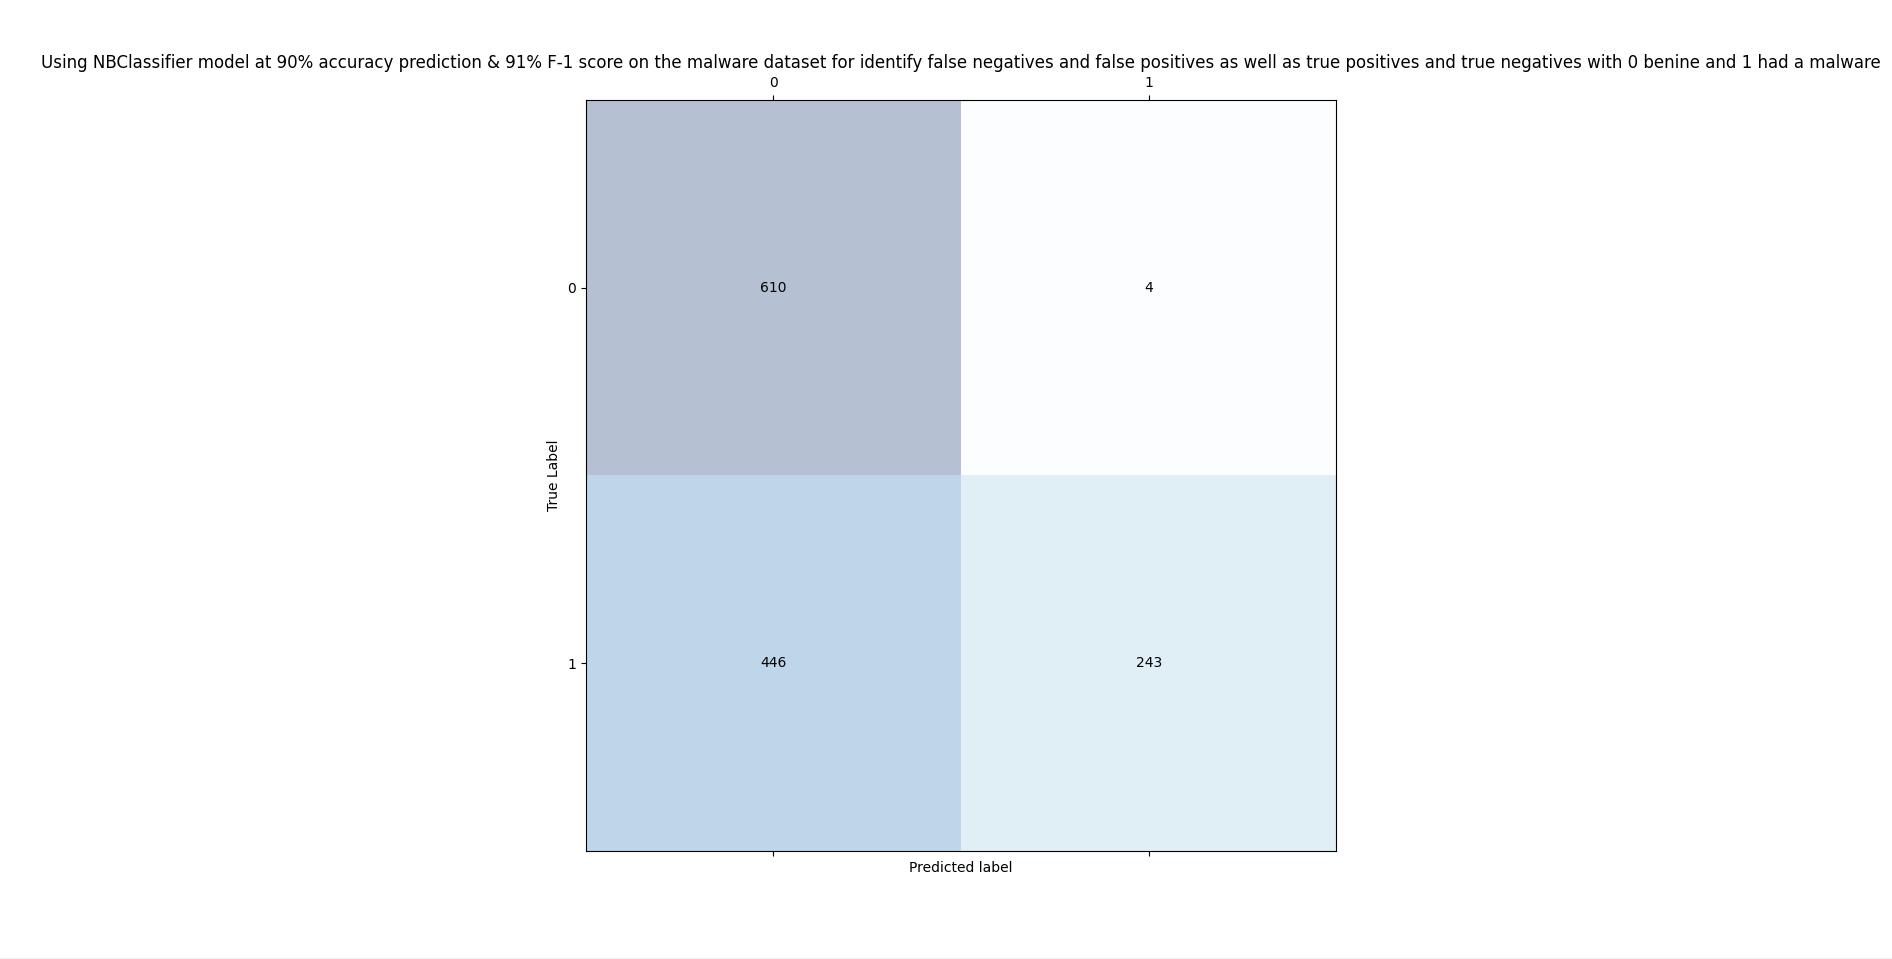 Using NBClassifier model at 90% accuracy prediction & 91% F-1 score on the malware dataset for identify false negatives and false positives as well as true positives and true negatives with 0 benine and 1 had a malware
0 1
0 610 4
True Label
1 446 243
Predicted label